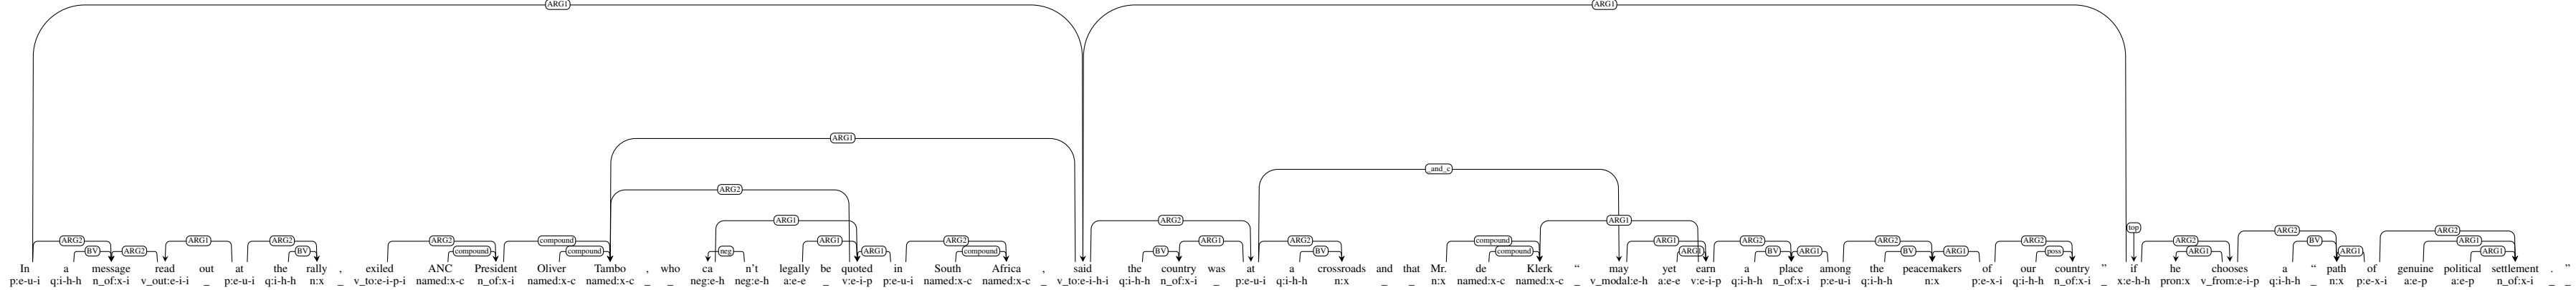 ARG1 ARG1
ARG1
_and_c
ARG2
ARG1 ARG2 ARG1
top
ARG2 ARG2
ARG2 ARG1 ARG2 ARG2 compound ARG1 ARG2 ARG1 ARG2 compound ARG1 ARG2 ARG2 ARG2 ARG2 BV ARG1
BV ARG2 BV compound compound neg ARG1 compound BV BV compound ARG1 BV ARG1 BV ARG1 poss ARG1 ARG1 ARG1
In a message read out at the rally , exiled ANC President Oliver Tambo , who ca n't legally be quoted in South Africa , said the country was at a crossroads and that Mr. de Klerk “ may yet earn a place among the peacemakers of our country ” if he chooses a “ path of genuine political settlement . ”
p:e-u-i q:i-h-h n_of:x-i v_out:e-i-i _ p:e-u-i q:i-h-h n:x _ v_to:e-i-p-i named:x-c n_of:x-i named:x-c named:x-c _ _ neg:e-h neg:e-h a:e-e _ v:e-i-p p:e-u-i named:x-c named:x-c _ v_to:e-i-h-i q:i-h-h n_of:x-i _ p:e-u-i q:i-h-h n:x _ _ n:x named:x-c named:x-c _ v_modal:e-h a:e-e v:e-i-p q:i-h-h n_of:x-i p:e-u-i q:i-h-h n:x p:e-x-i q:i-h-h n_of:x-i _ x:e-h-h pron:x v_from:e-i-p q:i-h-h _ n:x p:e-x-i a:e-p a:e-p n_of:x-i _ _